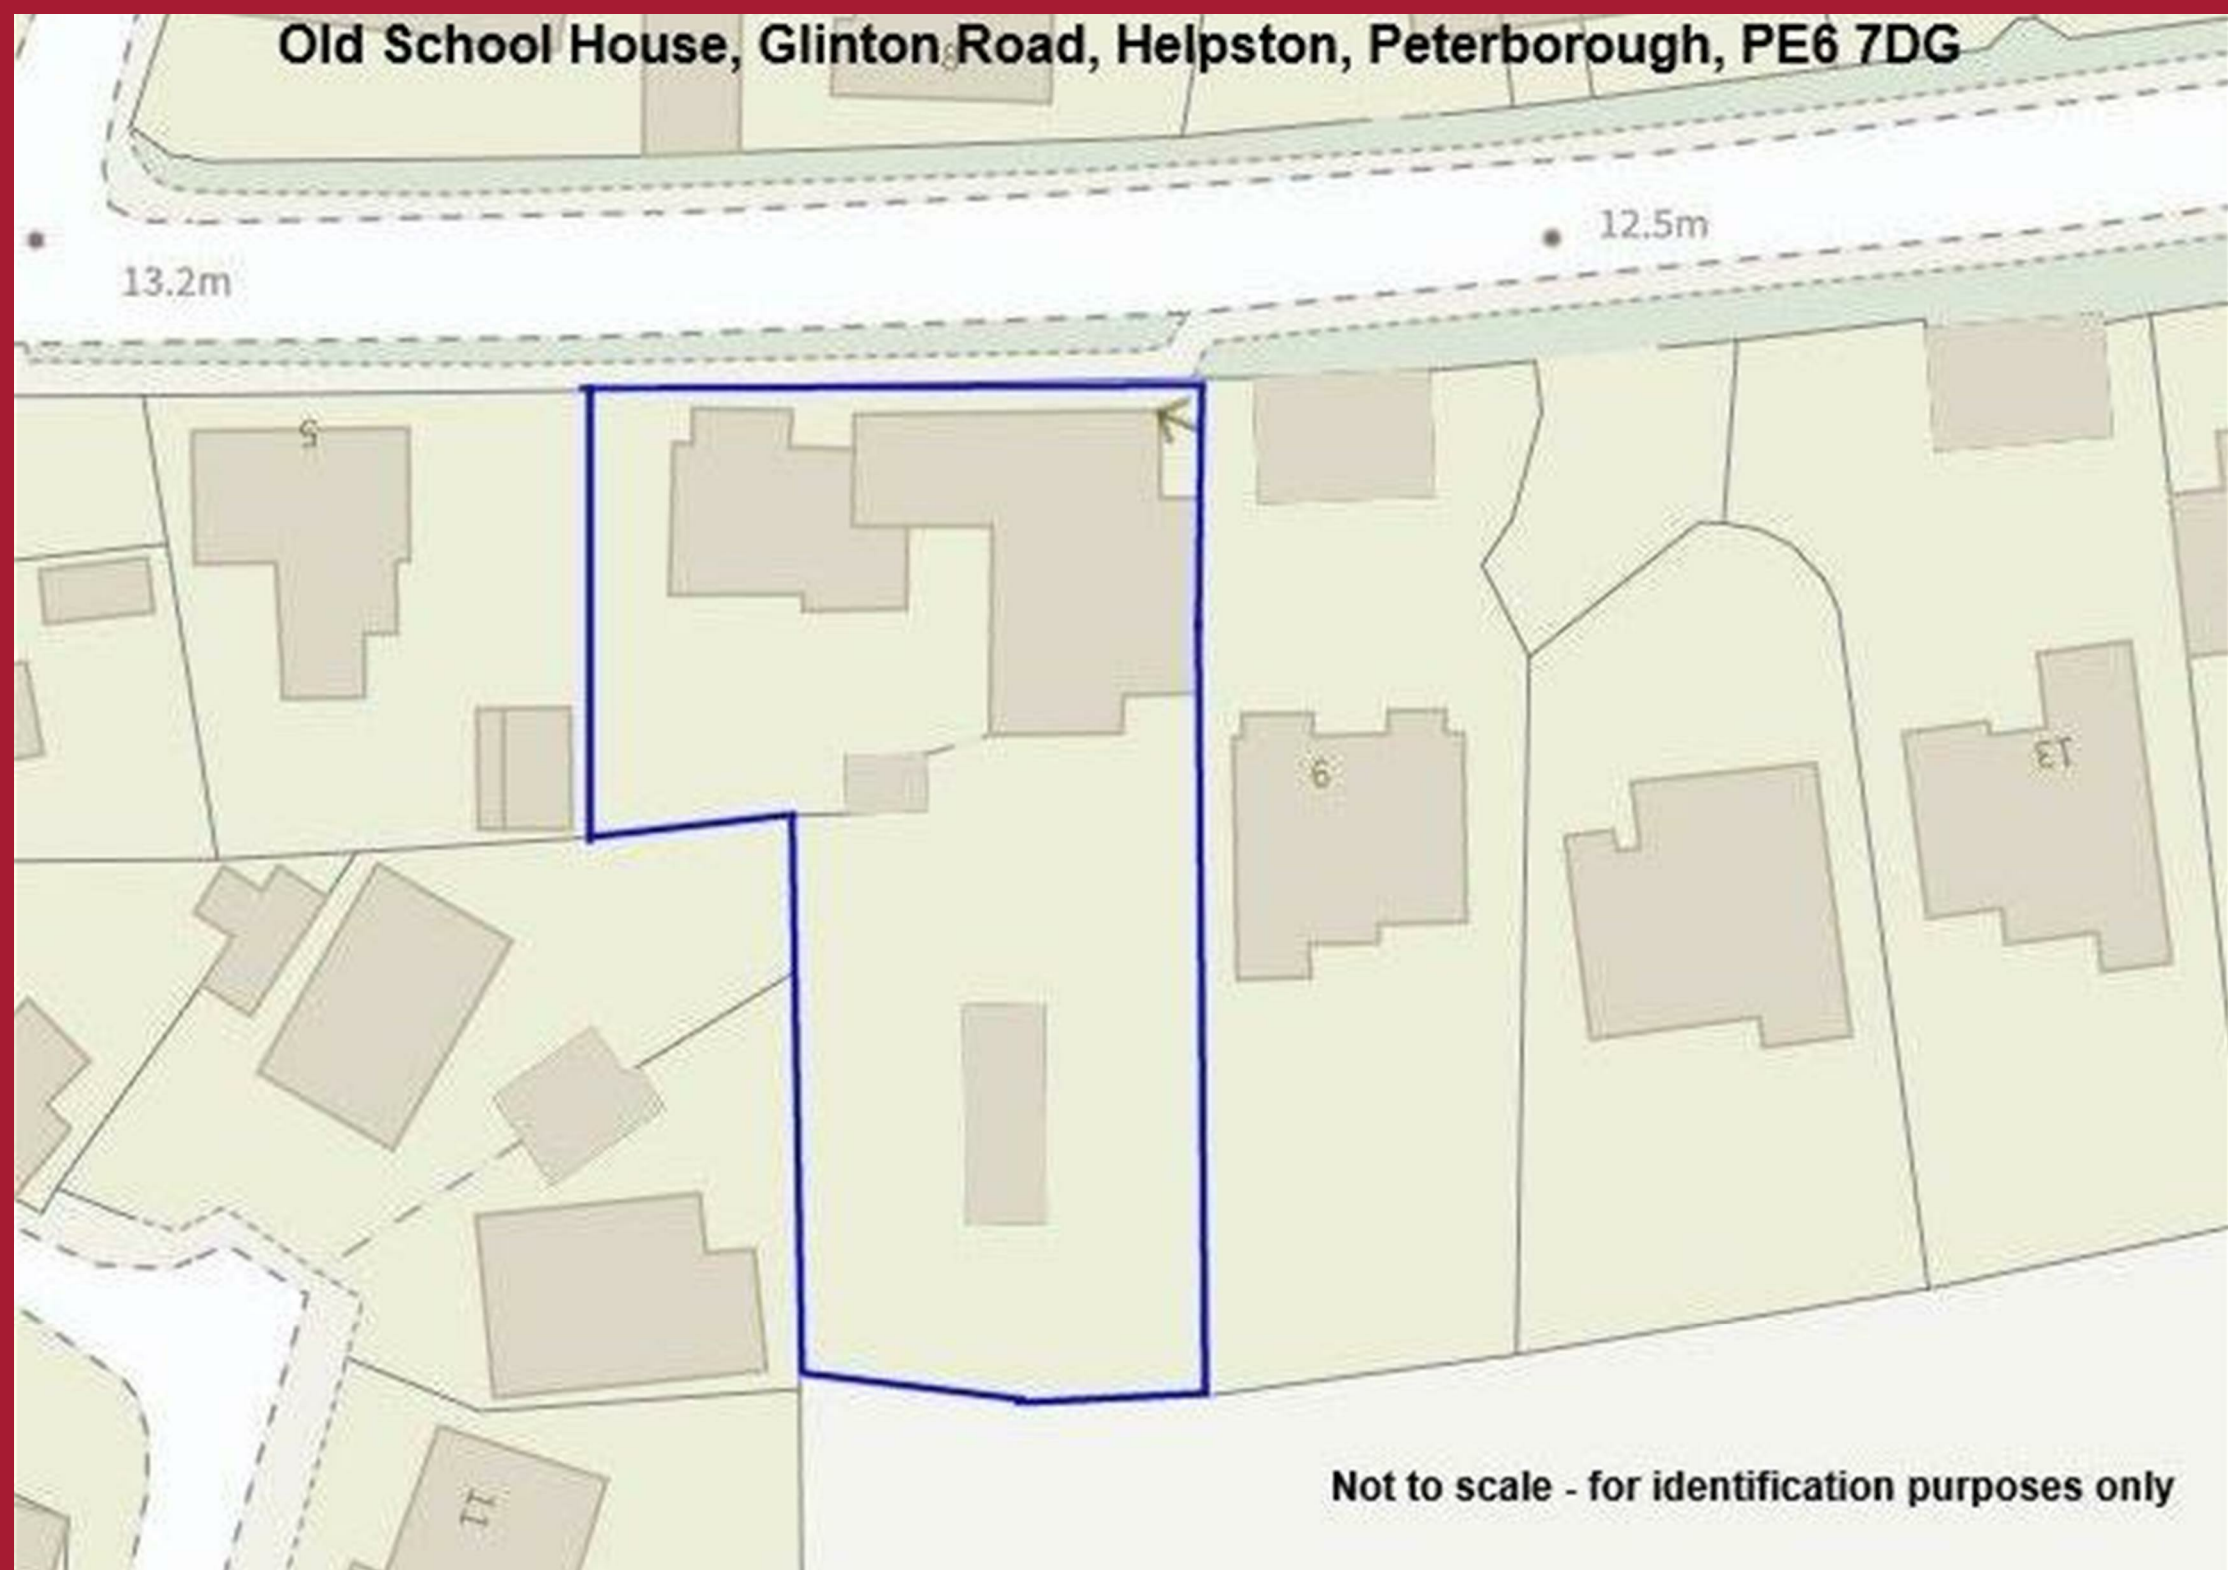 Old School House, Glinton Road, Helpston, Peterborough, PE6 7DG
8
12.5m
13.2m
5
9
13
11
Not to scale - for identification purposes only